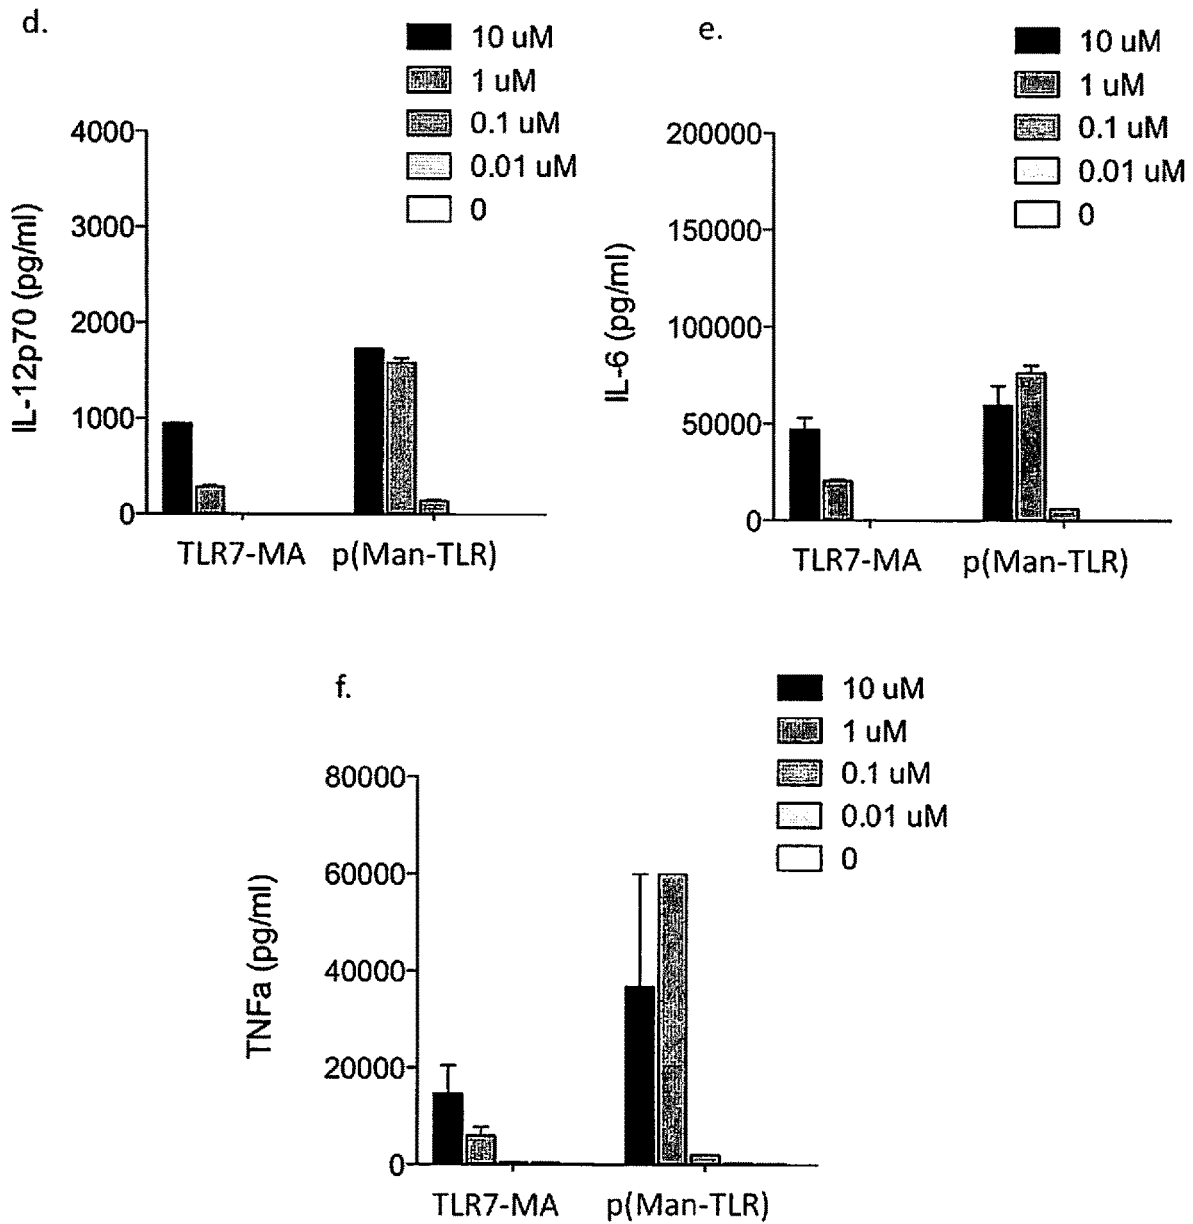 d.
10 uM
1 uM
0.1 uM
0.01 uM
0
4000
3000
2000
1000
0
IL-12p70 (pg/ml)
TLR7-MA p(Man-TLR)
e.
10 uM
1 uM
0.1 uM
0.01 uM
0
200000
150000
100000
50000
0
IL-6 (pg/ml)
TLR7-MA p(Man-TLR)
f.
10 uM
1 uM
0.1 uM
0.01 uM
0
80000
60000
40000
20000
0
TNFa (pg/ml)
TLR7-MA p(Man-TLR)